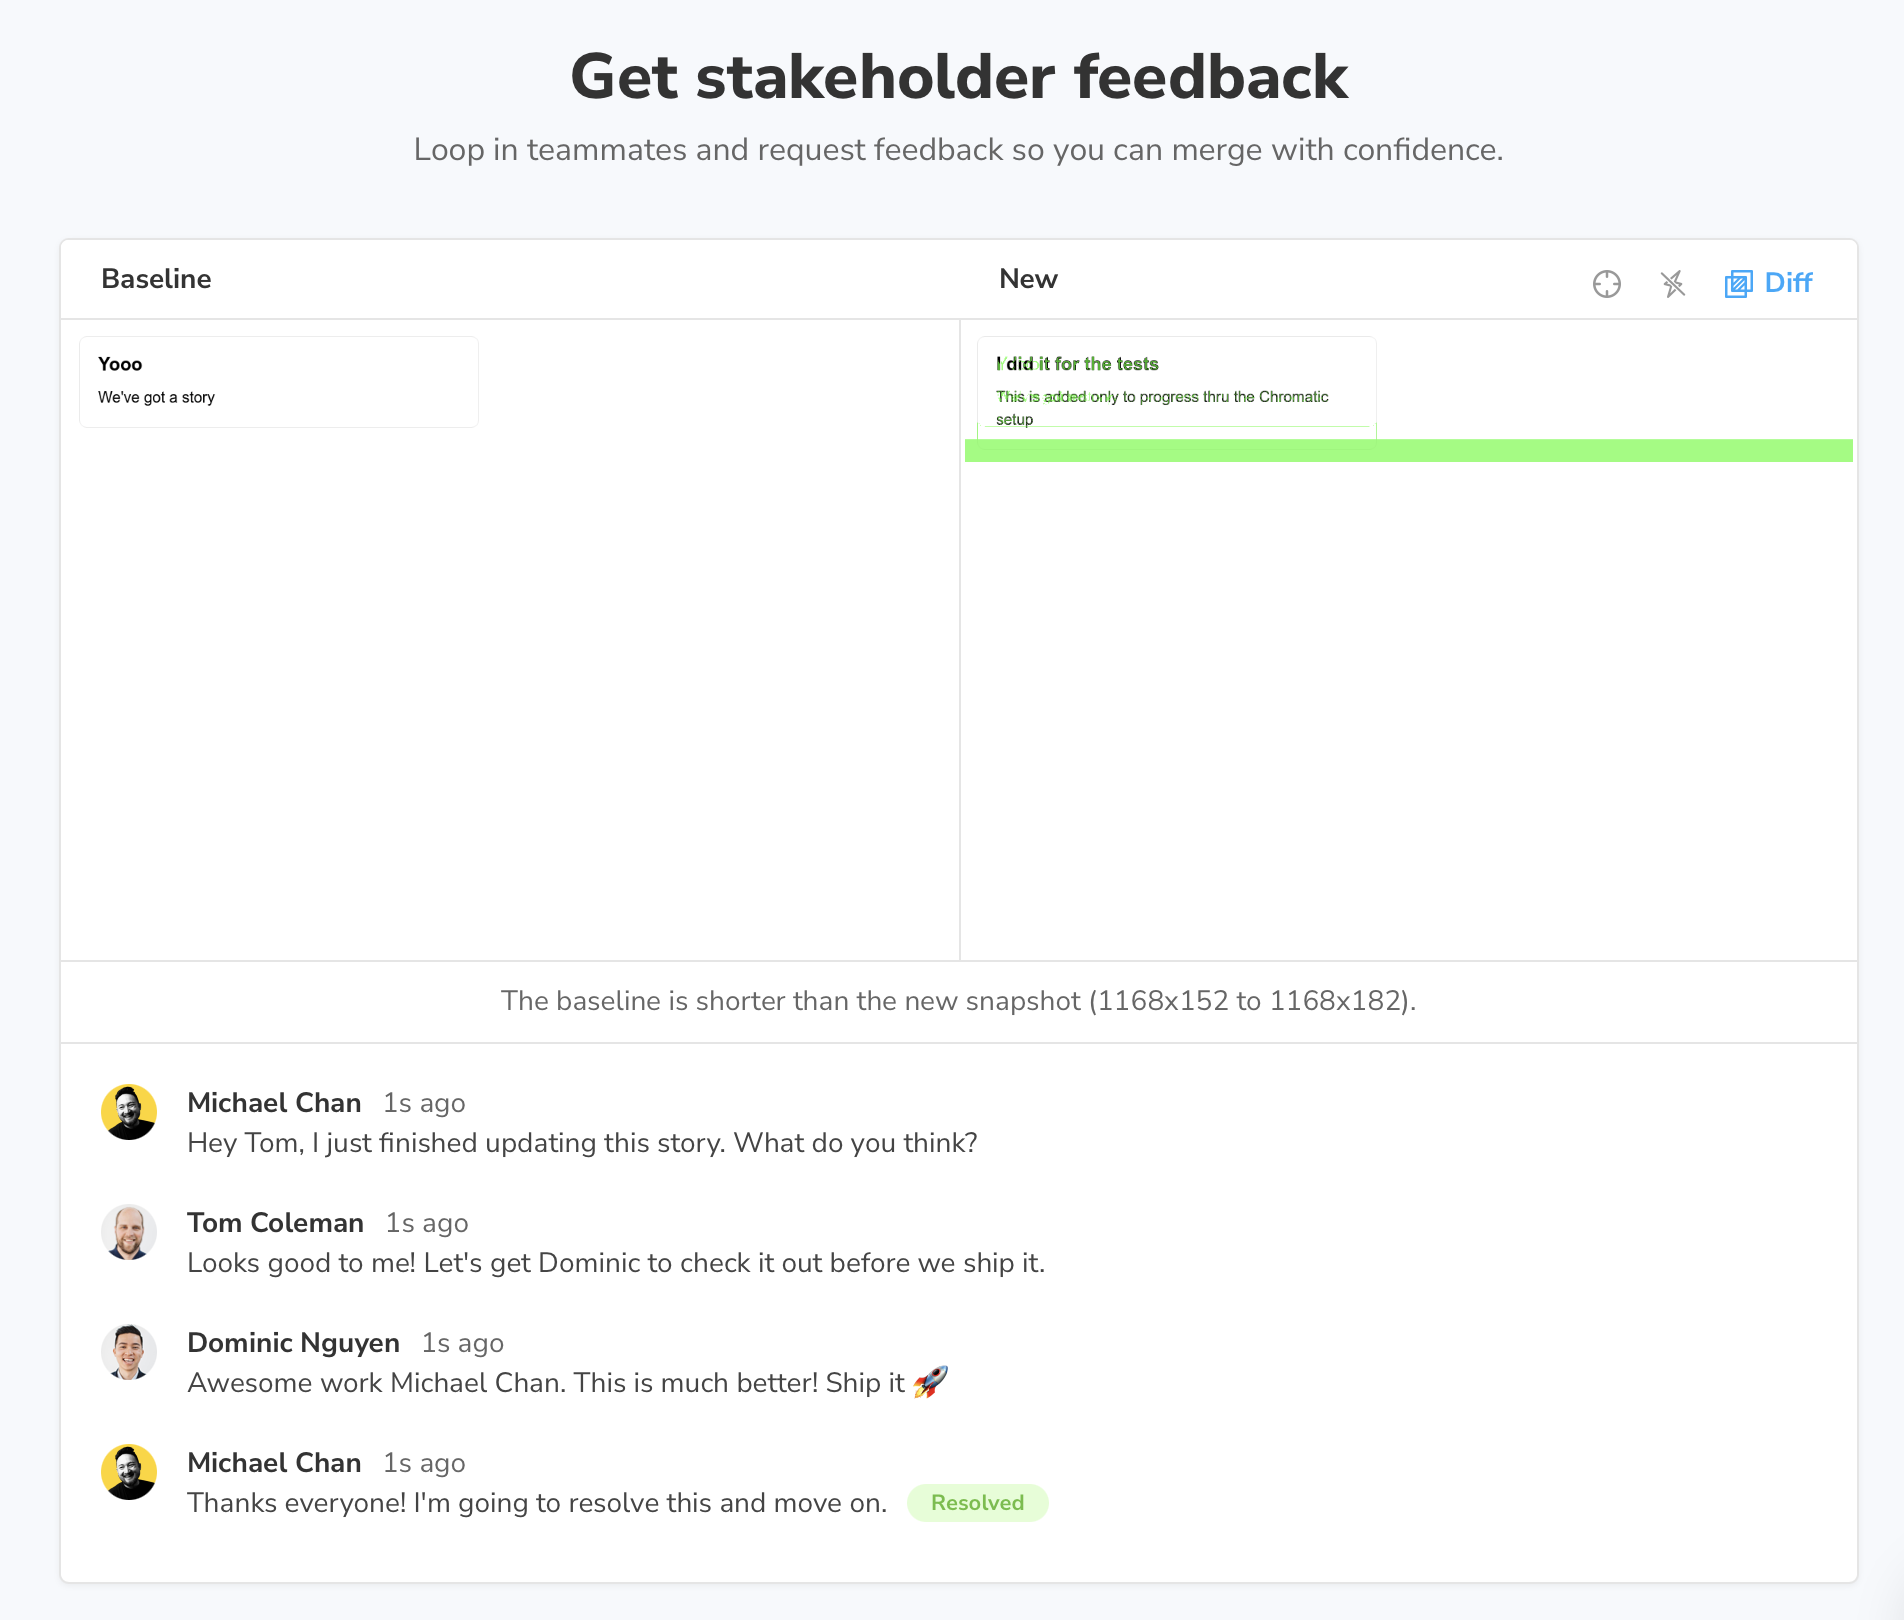 Get stakeholder feedback
Loop in teammates and request feedback so you can merge with confidence.
Baseline
New
Diff
Yooo
We've got a story
I did it for the tests
This is added only to progress thru the Chromatic
setup
The baseline is shorter than the new snapshot (1168x152 to 1168x182).
Michael Chan 1s ago
Hey Tom, I just finished updating this story. What do you think?
Tom Coleman 1s ago
Looks good to me! Let's get Dominic to check it out before we ship it.
Dominic Nguyen 1s ago
Awesome work Michael Chan. This is much better! Ship it 🚀
Michael Chan 1s ago
Thanks everyone! I'm going to resolve this and move on. Resolved